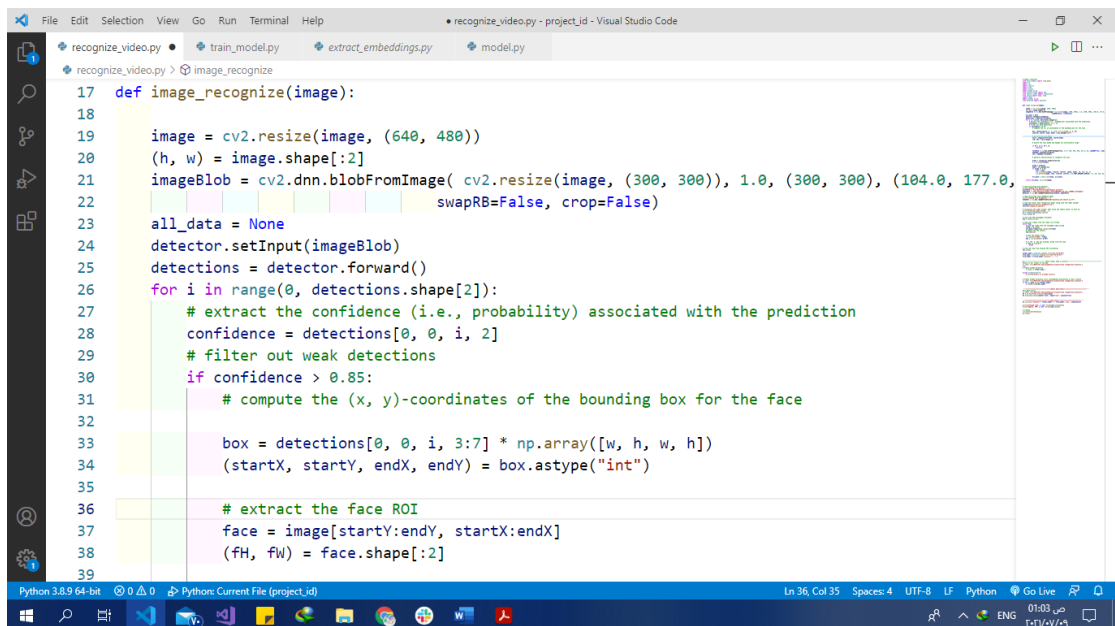 File Edit Selection View Go Run Terminal Help
● recognize_video.py - project_id - Visual Studio Code
recognize_video.py ● train_model.py extract_embeddings.py model.py
recognize_video.py > image_recognize
17 def image_recognize(image):
18
19 image = cv2.resize(image, (640, 480))
20 (h, w) = image.shape[:2]
21 imageBlob = cv2.dnn.blobFromImage( cv2.resize(image, (300, 300)), 1.0, (300, 300), (104.0, 177.0,
22 swapRB=False, crop=False)
23 all_data = None
24 detector.setInput(imageBlob)
25 detections = detector.forward()
26 for i in range(0, detections.shape[2]):
27 # extract the confidence (i.e., probability) associated with the prediction
28 confidence = detections[0, 0, i, 2]
29 # filter out weak detections
30 if confidence > 0.85:
31 # compute the (x, y)-coordinates of the bounding box for the face
32
33 box = detections[0, 0, i, 3:7] * np.array([w, h, w, h])
34 (startX, startY, endX, endY) = box.astype("int")
35
36 # extract the face ROI
37 face = image[startY:endY, startX:endX]
38 (fH, fW) = face.shape[:2]
39
1
1
Python 3.8.9 64-bit 0 0 Python: Current File (project_id) Ln 36, Col 35 Spaces: 4 UTF-8 LF Python Go Live
ENG 01:03 ص
٢٠٢١/٠٧/٠٩